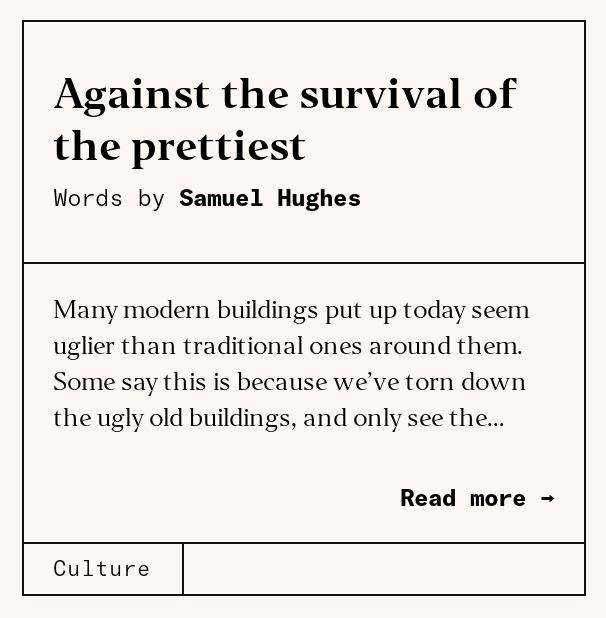 Against the survival of
the prettiest
Words by Samuel Hughes
Many modern buildings put up today seem
uglier than traditional ones around them.
Some say this is because we’ve torn down
the ugly old buildings, and only see the...
Read more →
Culture